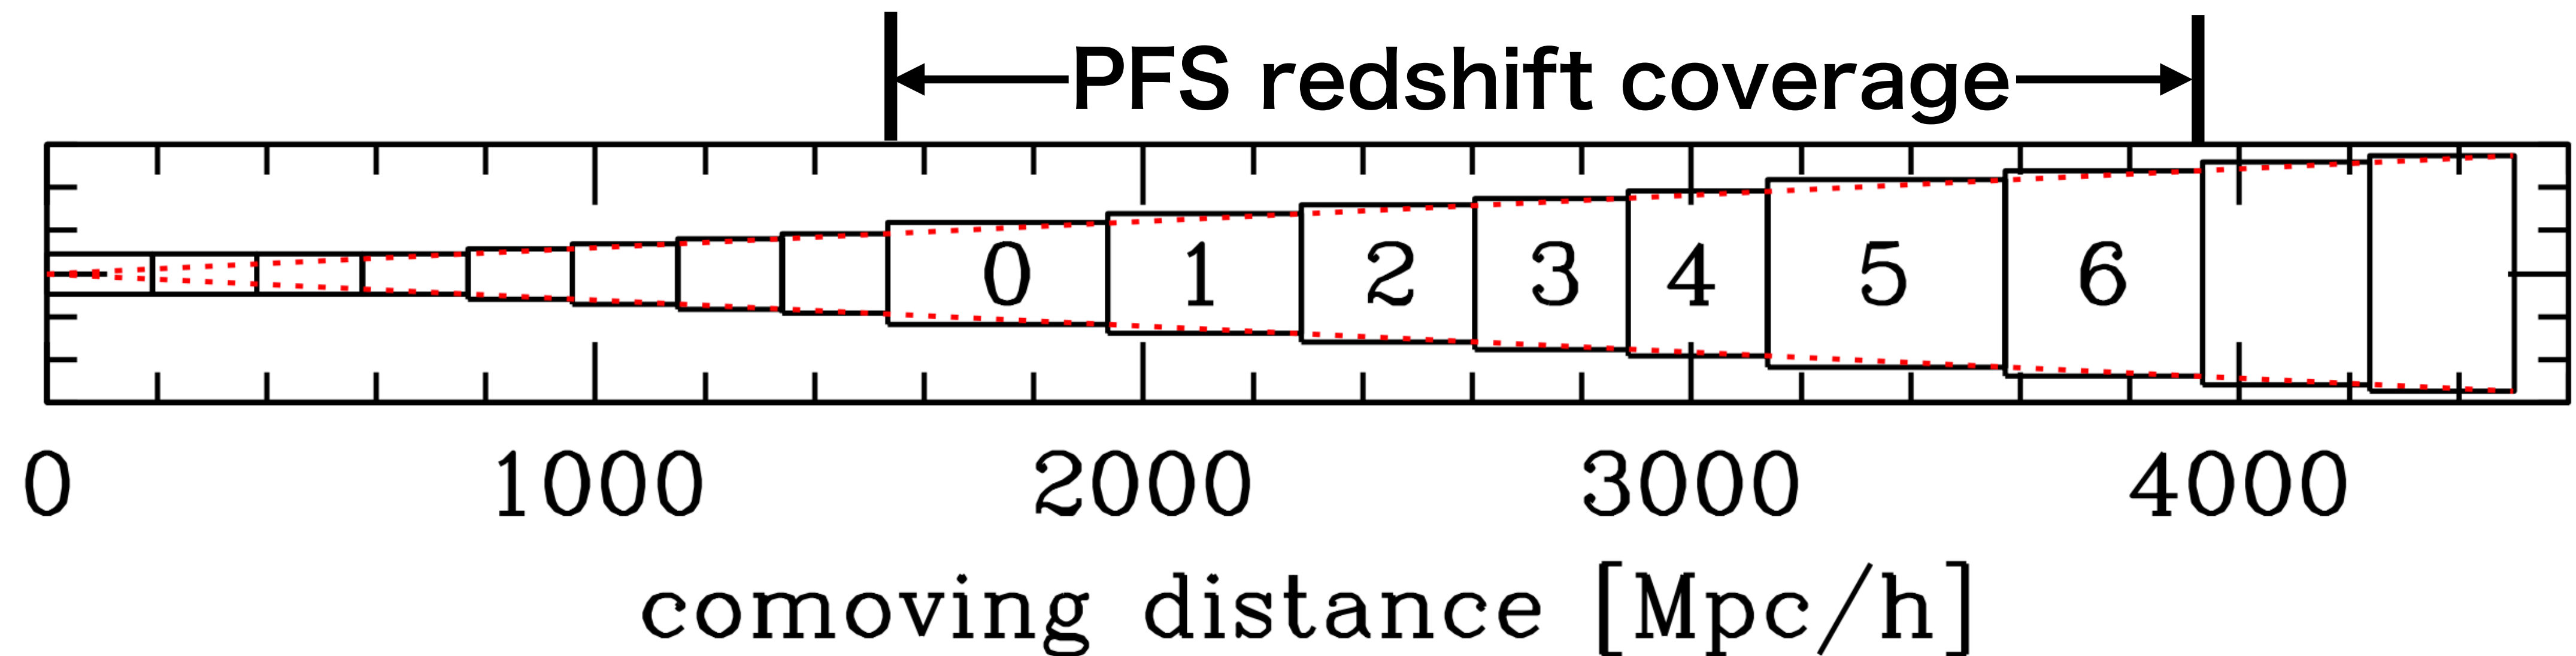 PFS redshift coverage
0 1 2 3 4 5 6
0 1000 2000 3000 4000
comoving distance [Mpc/h]